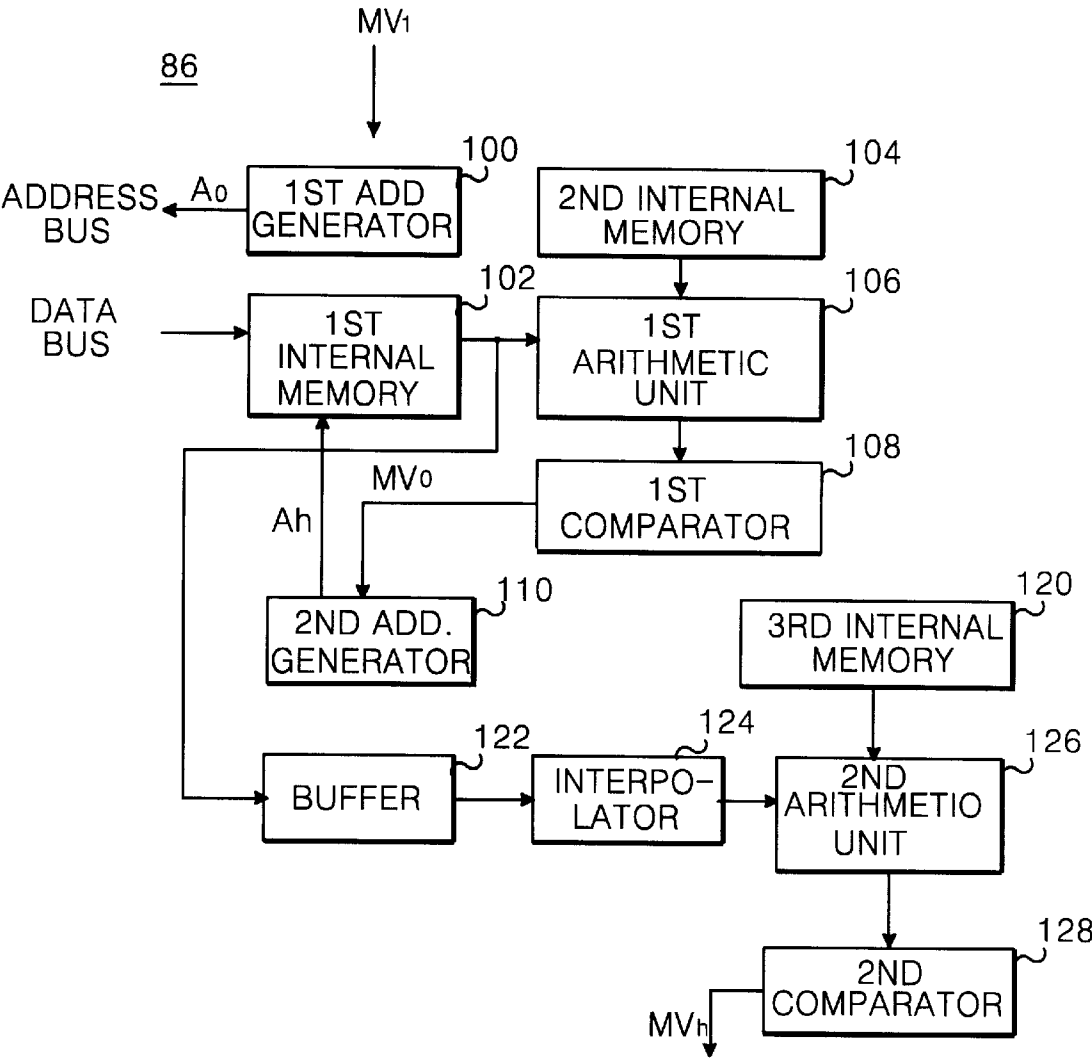 MV1
86
100
1ST ADD
GENERATOR
A0
ADDRESS
BUS
104
2ND INTERNAL
MEMORY
DATA
BUS
102
1ST
INTERNAL
MEMORY
106
1ST
ARITHMETIC
UNIT
108
1ST
COMPARATOR
MV0
Ah
110
2ND ADD.
GENERATOR
120
3RD INTERNAL
MEMORY
122
BUFFER
124
INTERPO-
LATOR
126
2ND
ARITHMETIO
UNIT
128
2ND
COMPARATOR
MVh